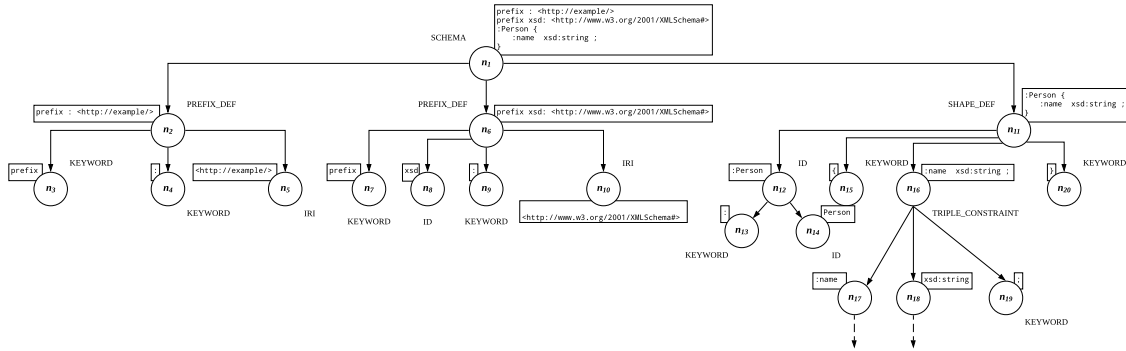 prefix : <http://example/>
prefix xsd: <http://www.w3.org/2001/XMLSchema#>
:Person {
:name xsd:string ;
}
SCHEMA
n1
prefix : <http://example/>
PREFIX_DEF
n2
PREFIX_DEF
prefix xsd: <http://www.w3.org/2001/XMLSchema#>
n6
SHAPE_DEF
:Person {
:name xsd:string ;
}
n11
prefix
KEYWORD
n3
:
n4
KEYWORD
<http://example/>
n5
IRI
prefix
n7
KEYWORD
xsd
n8
ID
:
n9
KEYWORD
IRI
n10
<http://www.w3.org/2001/XMLSchema#>
:Person
ID
n12
{
KEYWORD
n15
:name xsd:string ;
n16
TRIPLE_CONSTRAINT
}
KEYWORD
n20
:
n13
KEYWORD
Person
n14
ID
:name
n17
xsd:string
n18
;
n19
KEYWORD